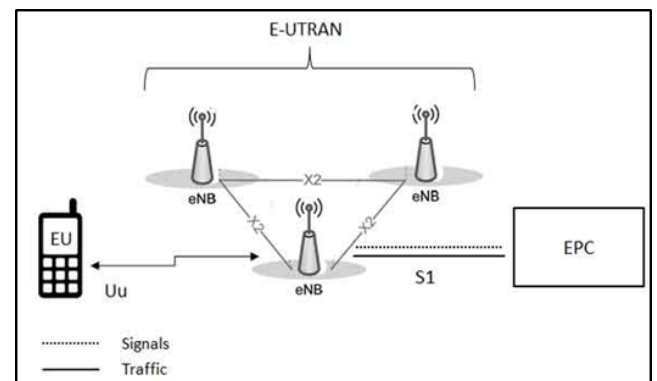 E-UTRAN
eNB
X2
eNB
X2
X2
EU
Uu
eNB
S1
EPC
Signals
Traffic